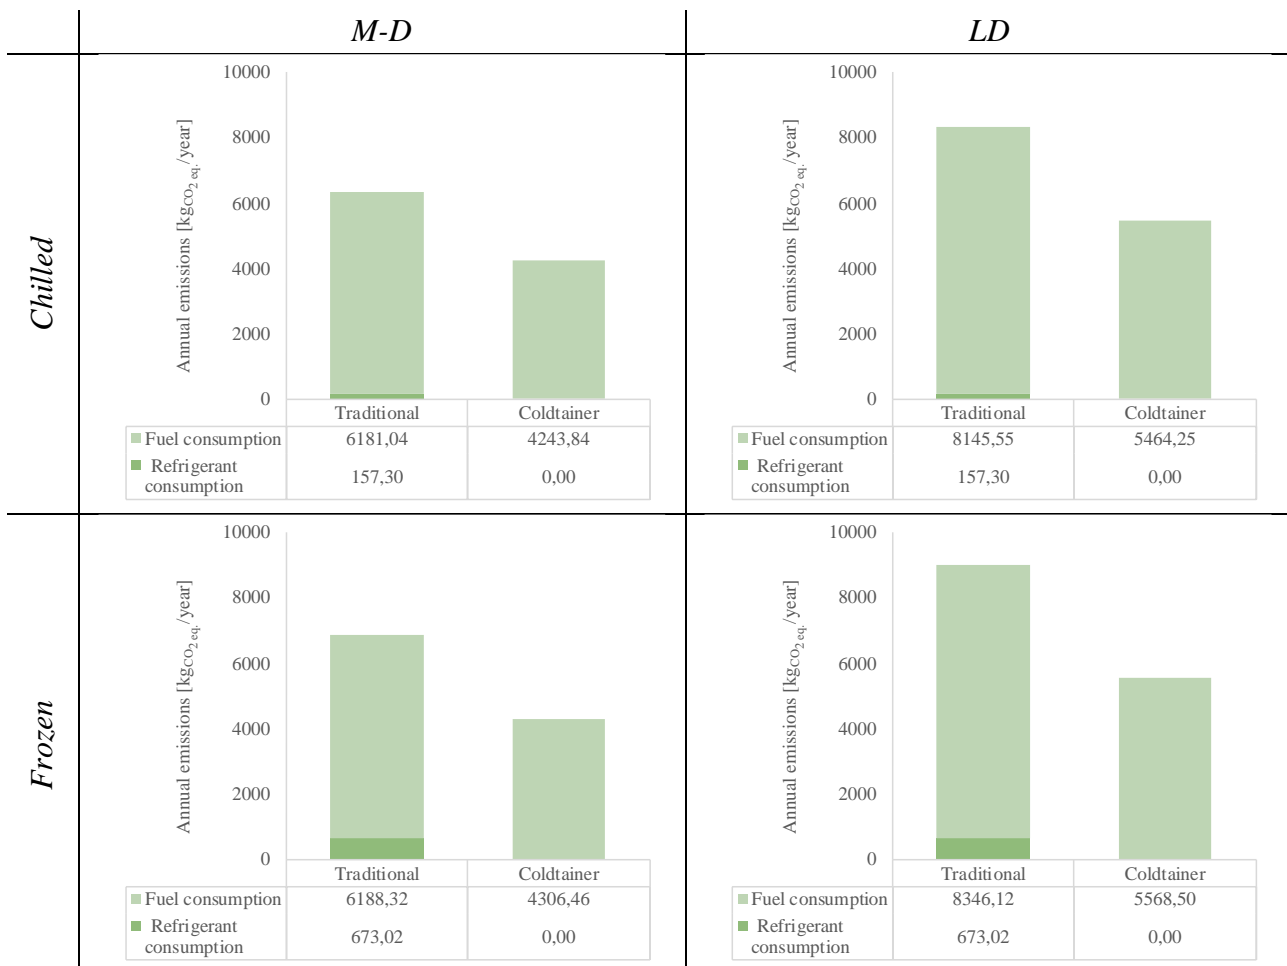 M-D
LD
Chilled
Annual emissions [kgCO2 eq./year]
10000
8000
6000
4000
2000
0
Traditional Coldtainer
Fuel consumption 6181,04 4243,84
Refrigerant
consumption 157,30 0,00
Annual emissions [kgCO2 eq./year]
10000
8000
6000
4000
2000
0
Traditional Coldtainer
Fuel consumption 8145,55 5464,25
Refrigerant
consumption 157,30 0,00
Frozen
Annual emissions [kgCO2 eq./year]
10000
8000
6000
4000
2000
0
Traditional Coldtainer
Fuel consumption 6188,32 4306,46
Refrigerant
consumption 673,02 0,00
Annual emissions [kgCO2 eq./year]
10000
8000
6000
4000
2000
0
Traditional Coldtainer
Fuel consumption 8346,12 5568,50
Refrigerant
consumption 673,02 0,00